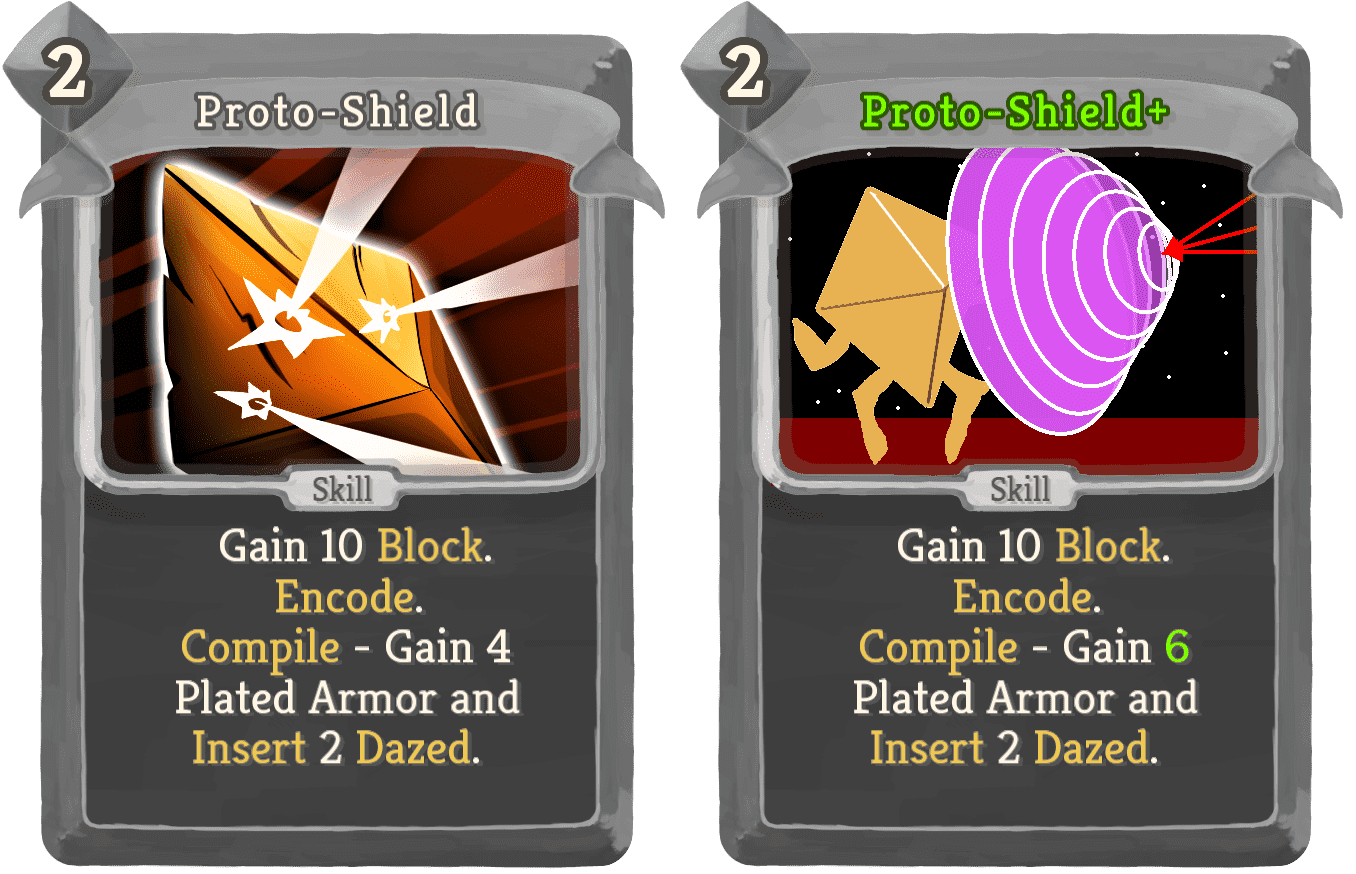 2
Proto-Shield
Skill
Gain 10 Block.
Encode.
Compile - Gain 4
Plated Armor and
Insert 2 Dazed.
2
Proto-Shield+
Skill
Gain 10 Block.
Encode.
Compile - Gain 6
Plated Armor and
Insert 2 Dazed.